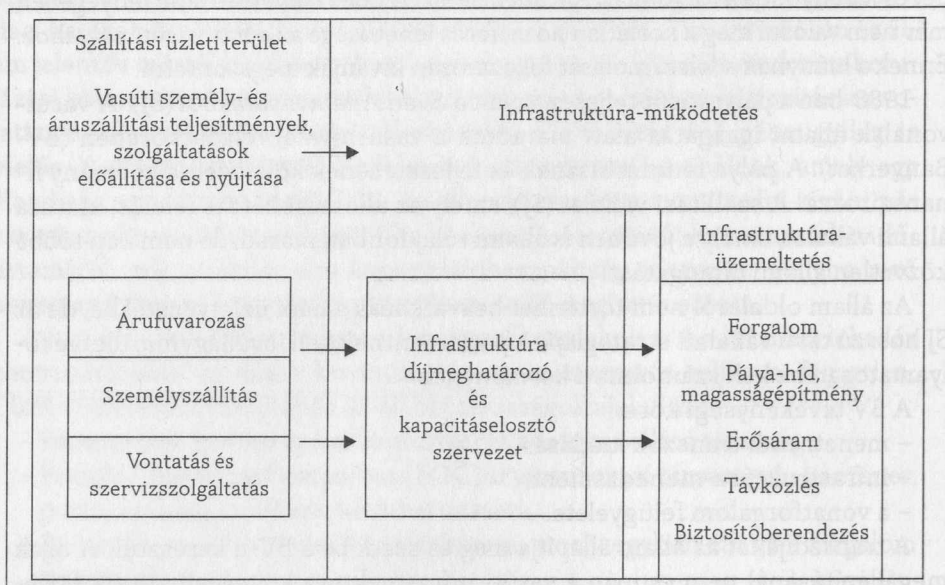 Szállítási üzleti terület
Vasúti személy- és
áruszállítási teljesítmények,
szolgáltatások
előállítása és nyújtása
Infrastruktúra-működtetés
Infrastruktúra
üzemeltetés
Árufuvarozás
Személyszállítás
Vontatás és
szervizszolgáltatás
Infrastruktúra
díjmeghatározó
és
kapacitáselosztó
szervezet
Forgalom
Pálya-híd,
magasságépítmény
Erősáram
Távközlés
Biztosítóberendezés